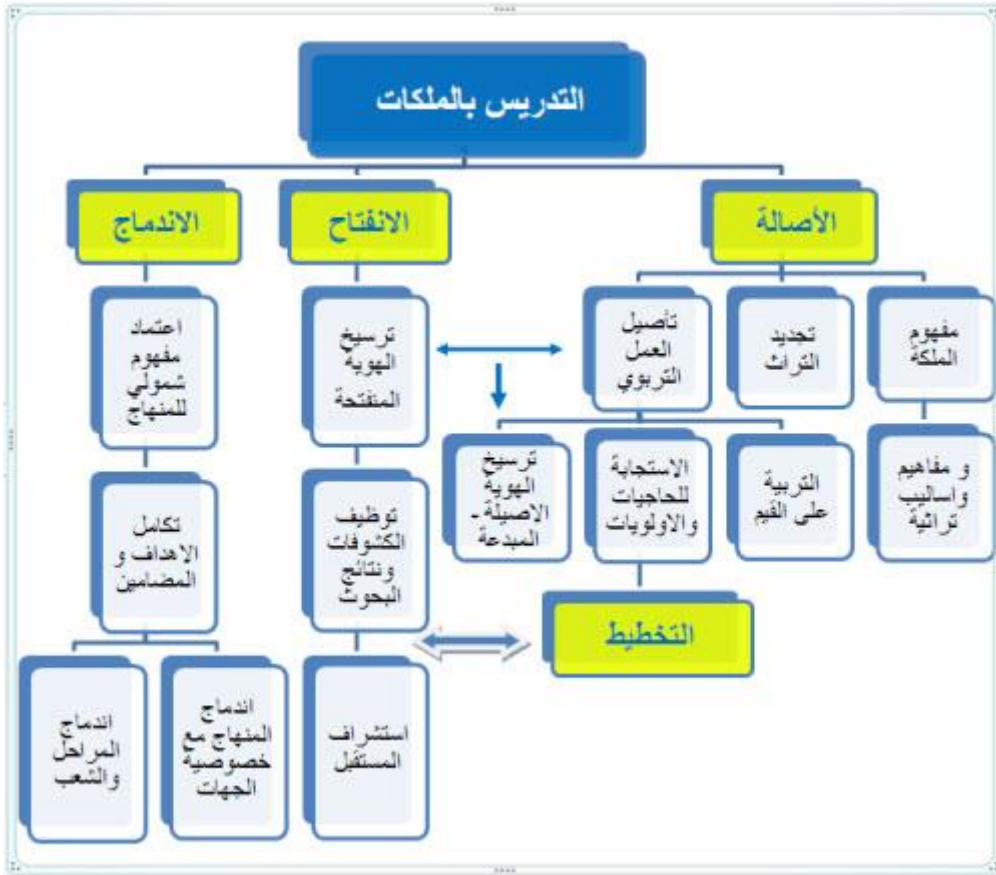 التدريس بالملكات
الأصالة
الانفتاح
الاندماج
مفهوم
الملكة
تجديد
التراث
تأصيل
العمل
التربوي
ترسيخ
الهوية
المنفتحة
اعتماد
مفهوم
شمولي
للمنهاج
و مفاهيم
واساليب
تراثية
التربية
على القيم
الاستجابة
للحاجيات
والاولويات
ترسيخ
الهوية
الاصيلة -
المبدعة
توظيف
الكشوفات
ونتائج
البحوث
تكامل
الاهداف و
المضامين
التخطيط
استشراف
المستقبل
اندماج
المنهاج مع
خصوصية
الجهات
اندماج
المراحل
والشعب